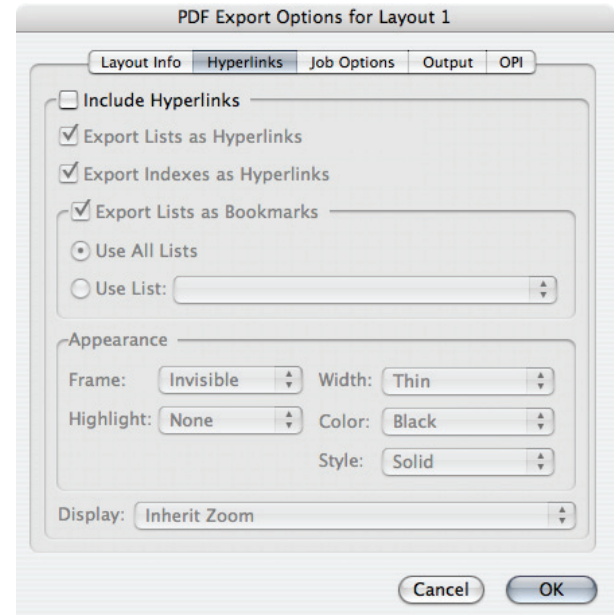 PDF Export Options for Layout 1
Layout Info Hyperlinks Job Options Output OPI
Include Hyperlinks
Export Lists as Hyperlinks
Export Indexes as Hyperlinks
Export Lists as Bookmarks
Use All Lists
Use List:
Appearance
Frame: Invisible Width: Thin
Highlight: None Color: Black
Style: Solid
Display: Inherit Zoom
Cancel OK